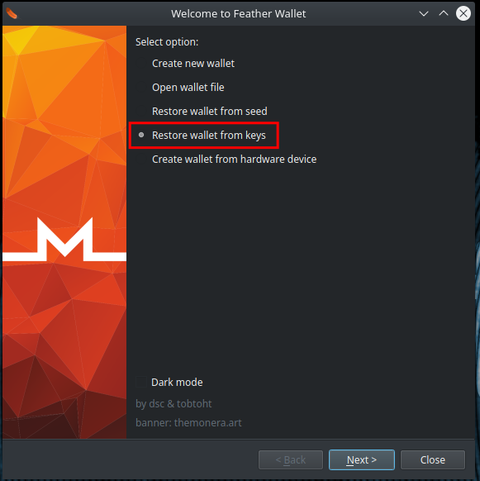 Welcome to Feather Wallet
Select option:
Create new wallet
Open wallet file
Restore wallet from seed
Restore wallet from keys
Create wallet from hardware device
Dark mode
by dsc & tobtoht
banner: themonera.art
< Back
Next >
Close